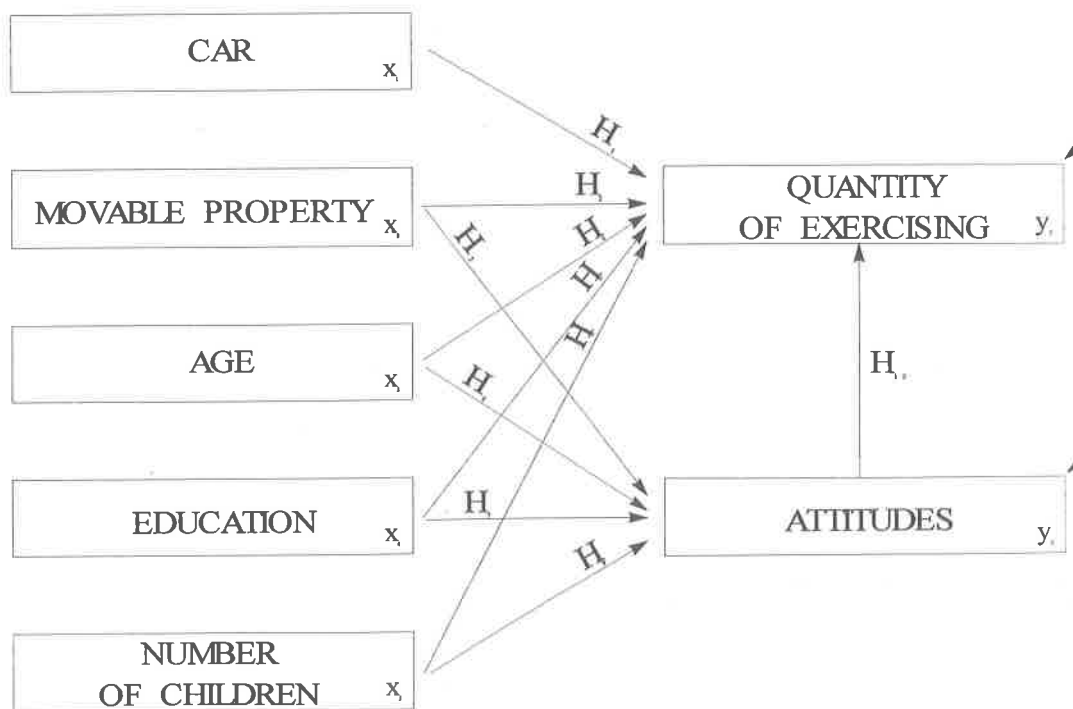 CAR
x
H
MOVABLE PROPERTY
x
H
H
QUANTITY
OF EXERCISING
y
H
H
H
AGE
x
H
H
EDUCATION
x
H
ATTITUDES
y
H
NUMBER
OF CHILDREN
x